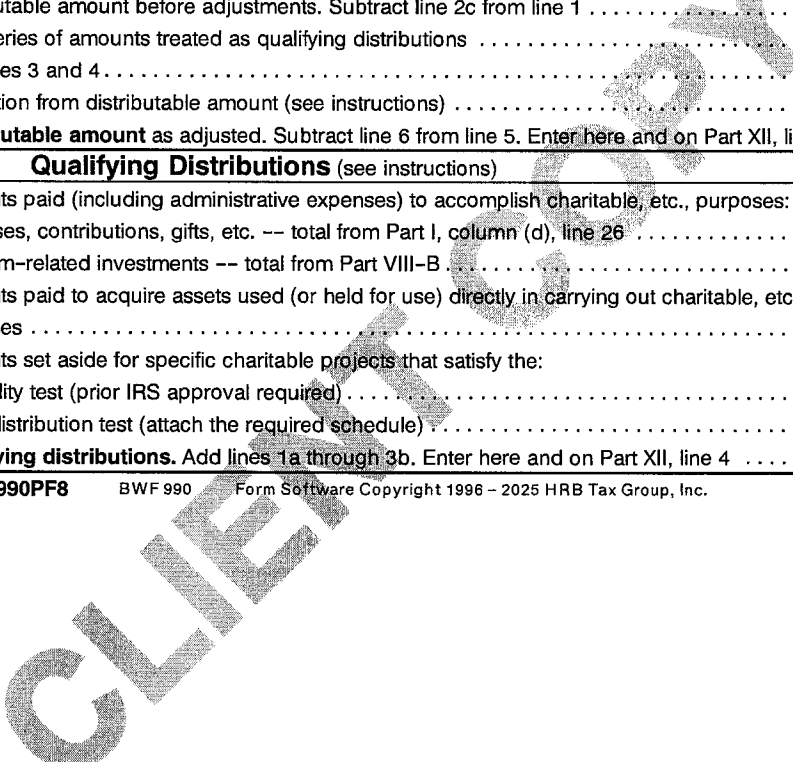 utable amount before adjustments. Subtract line 2c from line 1 . . . . . . . . . . . . . . . . . . .
eries of amounts treated as qualifying distributions . . . . . . . . . . . . . . . . . . . . . . . . . . . . .
es 3 and 4. . . . . . . . . . . . . . . . . . . . . . . . . . . . . . . . . . . . . . . . . . . . . . . . . . . . . . . . . . . . .
tion from distributable amount (see instructions) . . . . . . . . . . . . . . . . . . . . . . . . . . . . . . .
utable amount as adjusted. Subtract line 6 from line 5. Enter here and on Part XII, li
Qualifying Distributions (see instructions)
ts paid (including administrative expenses) to accomplish charitable, etc., purposes:
ses, contributions, gifts, etc. -- total from Part I, column (d), line 26 . . . . . . . . . . . . . .
m-related investments -- total from Part VIII-B . . . . . . . . . . . . . . . . . . . . . . . . . . . . . . .
ts paid to acquire assets used (or held for use) directly in carrying out charitable, etc
es . . . . . . . . . . . . . . . . . . . . . . . . . . . . . . . . . . . . . . . . . . . . . . . . . . . . . . . . . . . . . . . . . . . .
ts set aside for specific charitable projects that satisfy the:
ility test (prior IRS approval required) . . . . . . . . . . . . . . . . . . . . . . . . . . . . . . . . . . . . . . . .
distribution test (attach the required schedule) . . . . . . . . . . . . . . . . . . . . . . . . . . . . . . . .
ying distributions. Add lines 1a through 3b. Enter here and on Part XII, line 4 . . . .
990PF8 BWF 990 Form Software Copyright 1996 - 2025 HRB Tax Group, Inc.
CLIENT COPY